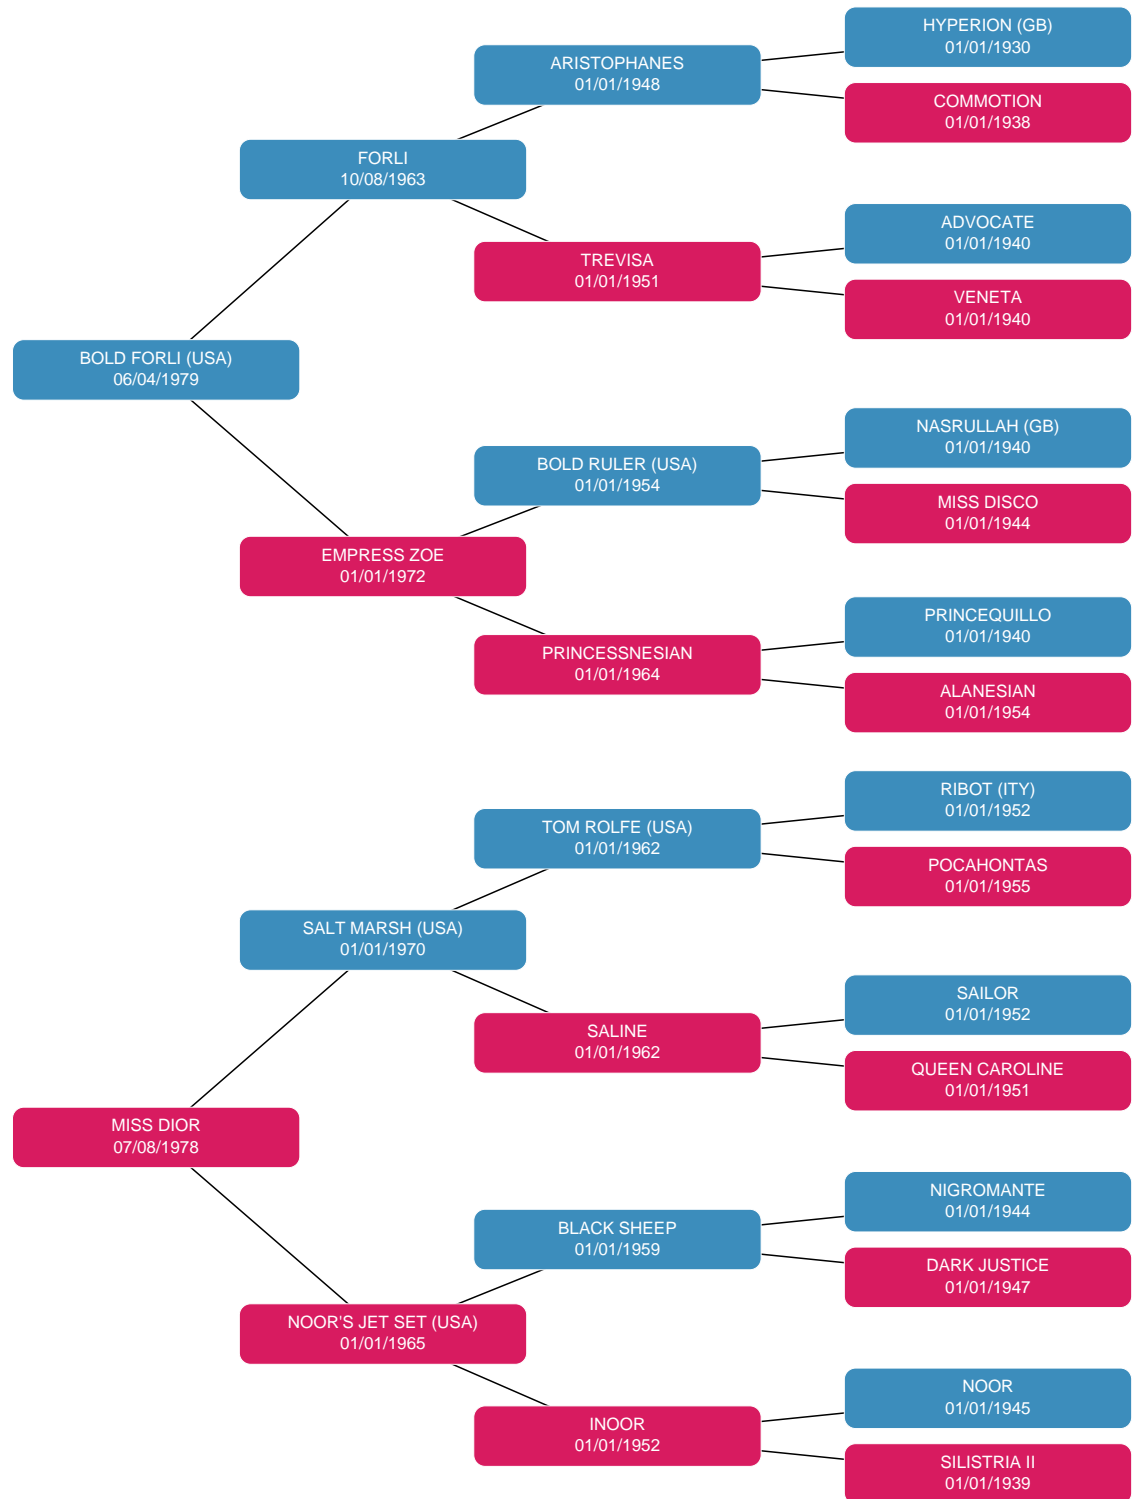 HYPERION (GB)
01/01/1930
ARISTOPHANES
01/01/1948
COMMOTION
01/01/1938
FORLI
10/08/1963
ADVOCATE
01/01/1940
TREVISA
01/01/1951
VENETA
01/01/1940
BOLD FORLI (USA)
06/04/1979
NASRULLAH (GB)
01/01/1940
BOLD RULER (USA)
01/01/1954
MISS DISCO
01/01/1944
EMPRESS ZOE
01/01/1972
PRINCEQUILLO
01/01/1940
PRINCESSNESIAN
01/01/1964
ALANESIAN
01/01/1954
RIBOT (ITY)
01/01/1952
TOM ROLFE (USA)
01/01/1962
POCAHONTAS
01/01/1955
SALT MARSH (USA)
01/01/1970
SAILOR
01/01/1952
SALINE
01/01/1962
QUEEN CAROLINE
01/01/1951
MISS DIOR
07/08/1978
NIGROMANTE
01/01/1944
BLACK SHEEP
01/01/1959
DARK JUSTICE
01/01/1947
NOOR'S JET SET (USA)
01/01/1965
NOOR
01/01/1945
INOOR
01/01/1952
SILISTRIA II
01/01/1939